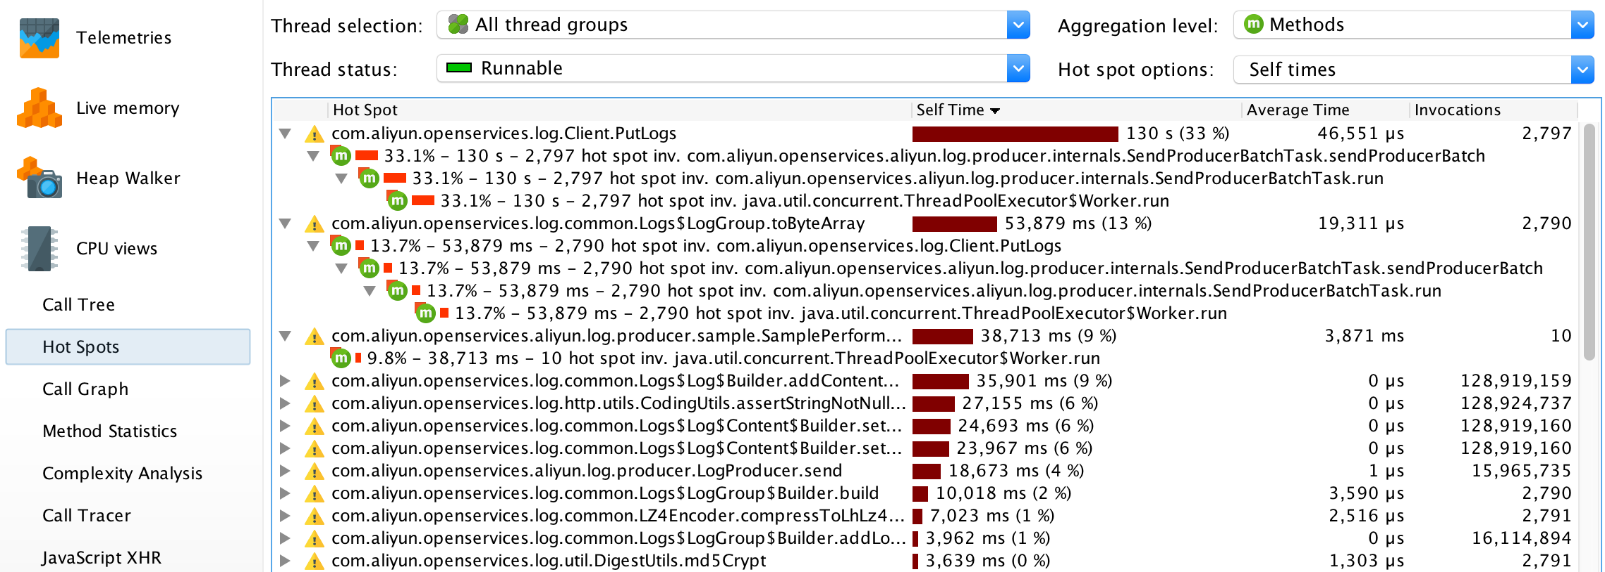 Telemetries
Live memory
Heap Walker
CPU views
Call Tree
Hot Spots
Call Graph
Method Statistics
Complexity Analysis
Call Tracer
JavaScript XHR
Thread selection: All thread groups Aggregation level: m Methods
Thread status: Runnable Hot spot options: Self times
Hot Spot Self Time Average Time Invocations
com.aliyun.openservices.log.Client.PutLogs 130 s (33 %) 46,551 µs 2,797
m 33.1% – 130 s – 2,797 hot spot inv. com.aliyun.openservices.aliyun.log.producer.internals.SendProducerBatchTask.sendProducerBatch
m 33.1% – 130 s – 2,797 hot spot inv. com.aliyun.openservices.aliyun.log.producer.internals.SendProducerBatchTask.run
m 33.1% – 130 s – 2,797 hot spot inv. java.util.concurrent.ThreadPoolExecutor$Worker.run
com.aliyun.openservices.log.common.Logs$LogGroup.toByteArray 53,879 ms (13 %) 19,311 µs 2,790
m 13.7% – 53,879 ms – 2,790 hot spot inv. com.aliyun.openservices.log.Client.PutLogs
m 13.7% – 53,879 ms – 2,790 hot spot inv. com.aliyun.openservices.aliyun.log.producer.internals.SendProducerBatchTask.sendProducerBatch
m 13.7% – 53,879 ms – 2,790 hot spot inv. com.aliyun.openservices.aliyun.log.producer.internals.SendProducerBatchTask.run
m 13.7% – 53,879 ms – 2,790 hot spot inv. java.util.concurrent.ThreadPoolExecutor$Worker.run
com.aliyun.openservices.aliyun.log.producer.sample.SamplePerform... 38,713 ms (9 %) 3,871 ms 10
m 9.8% – 38,713 ms – 10 hot spot inv. java.util.concurrent.ThreadPoolExecutor$Worker.run
com.aliyun.openservices.log.common.Logs$Log$Builder.addContent... 35,901 ms (9 %) 0 µs 128,919,159
com.aliyun.openservices.log.http.utils.CodingUtils.assertStringNotNull... 27,155 ms (6 %) 0 µs 128,924,737
com.aliyun.openservices.log.common.Logs$Log$Content$Builder.set... 24,693 ms (6 %) 0 µs 128,919,160
com.aliyun.openservices.log.common.Logs$Log$Content$Builder.set... 23,967 ms (6 %) 0 µs 128,919,160
com.aliyun.openservices.aliyun.log.producer.LogProducer.send 18,673 ms (4 %) 1 µs 15,965,735
com.aliyun.openservices.log.common.Logs$LogGroup$Builder.build 10,018 ms (2 %) 3,590 µs 2,790
com.aliyun.openservices.log.common.LZ4Encoder.compressToLhLz4... 7,023 ms (1 %) 2,516 µs 2,791
com.aliyun.openservices.log.common.Logs$LogGroup$Builder.addLo... 3,962 ms (1 %) 0 µs 16,114,894
com.aliyun.openservices.log.util.DigestUtils.md5Crypt 3,639 ms (0 %) 1,303 µs 2,791